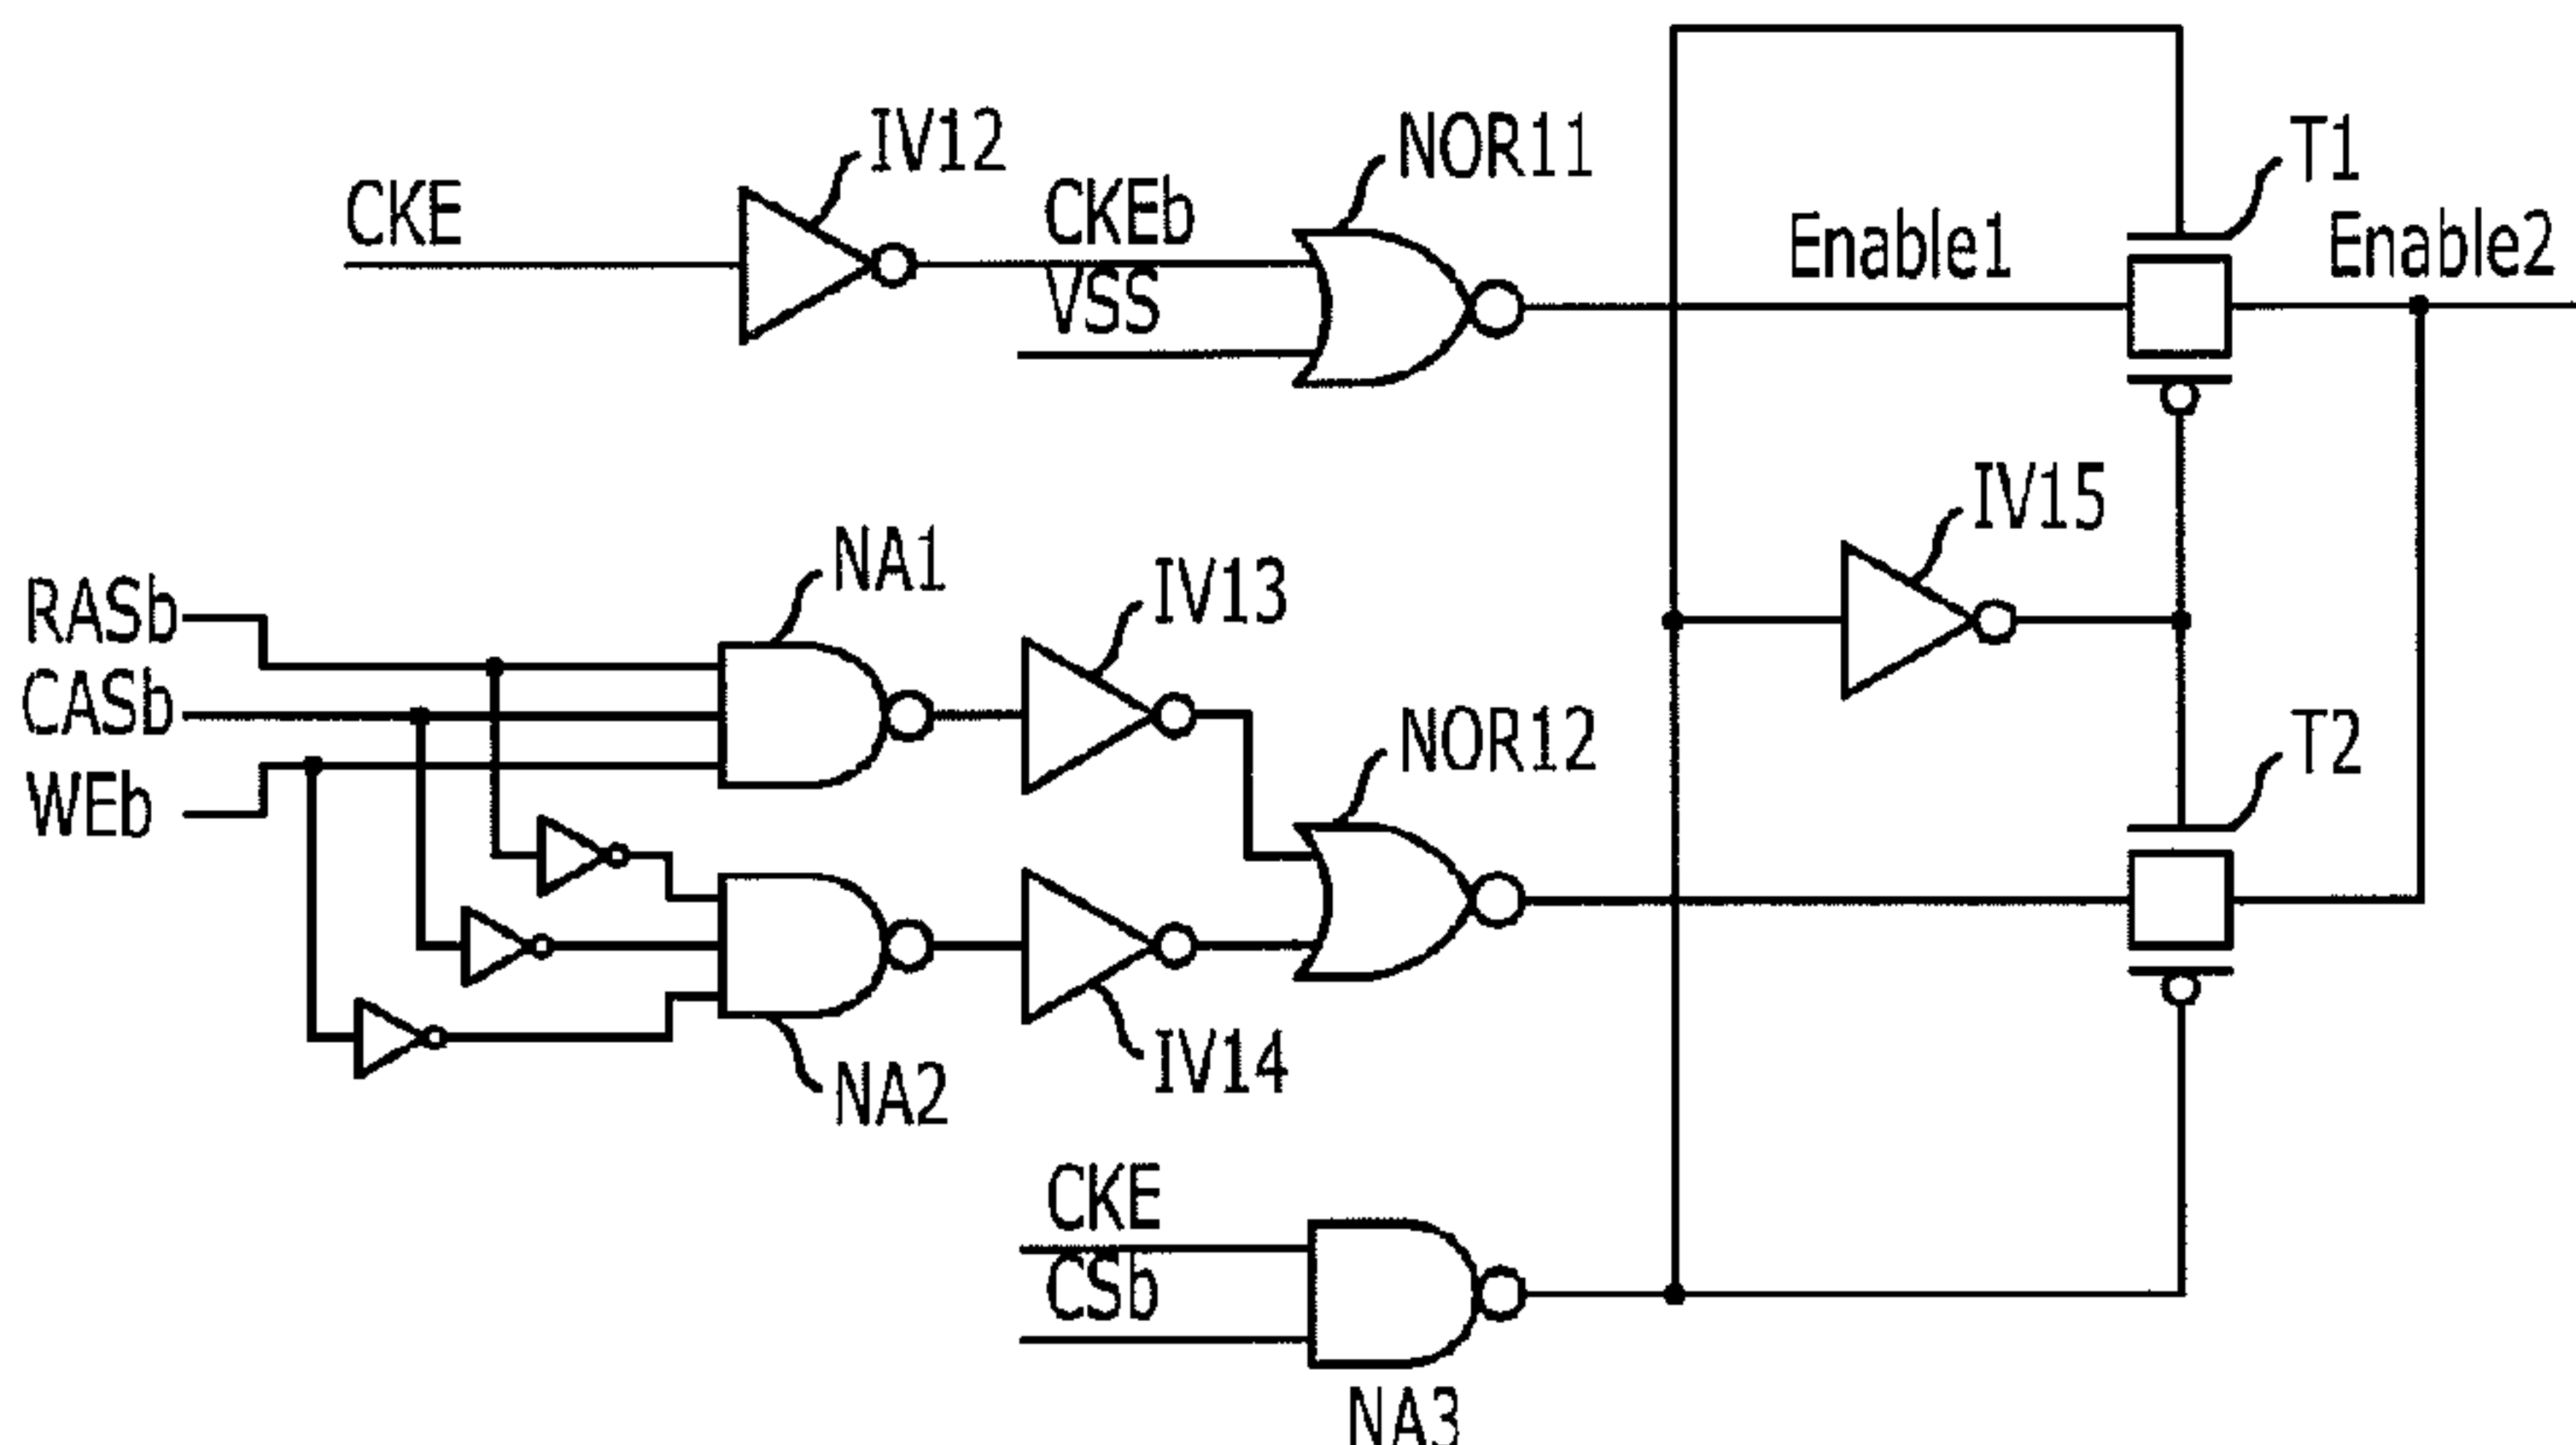 IV12
NOR11
T1
CKE
CKEb
VSS
Enable1
Enable2
IV15
NA1
IV13
RASb
CASb
WEb
NOR12
T2
NA2
IV14
CKE
CSb
NA3